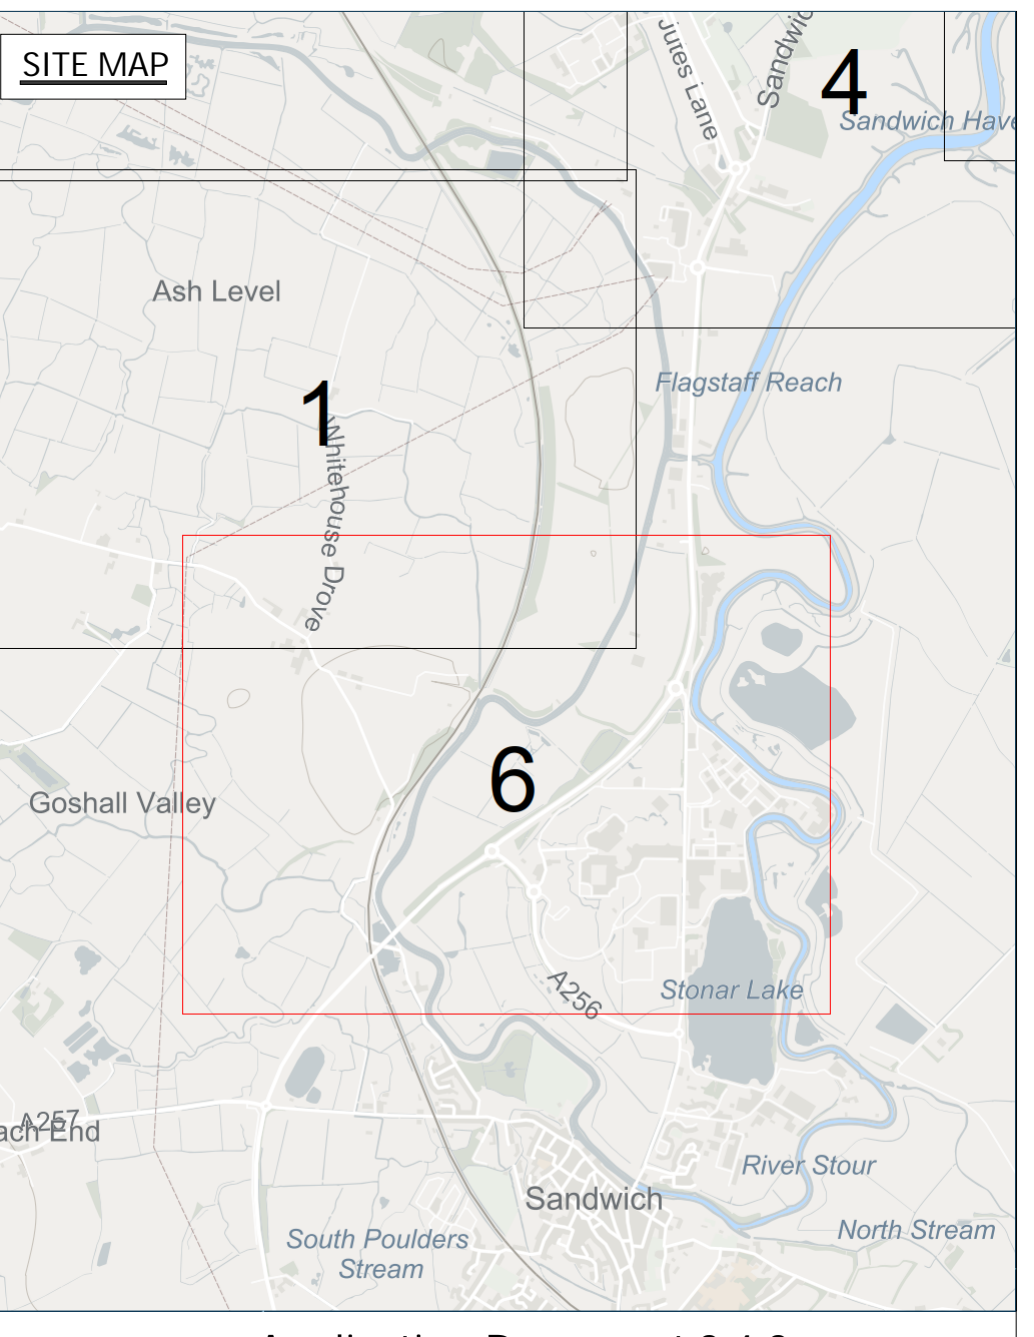 SITE MAP
Jutes Lane
4
Sandwich Have
Ash Level
Flagstaff Reach
1
Whitehouse Drove
6
Goshall Valley
A256
Stonar Lake
A257
ach End
River Stour
Sandwich
North Stream
South Poulders
Stream